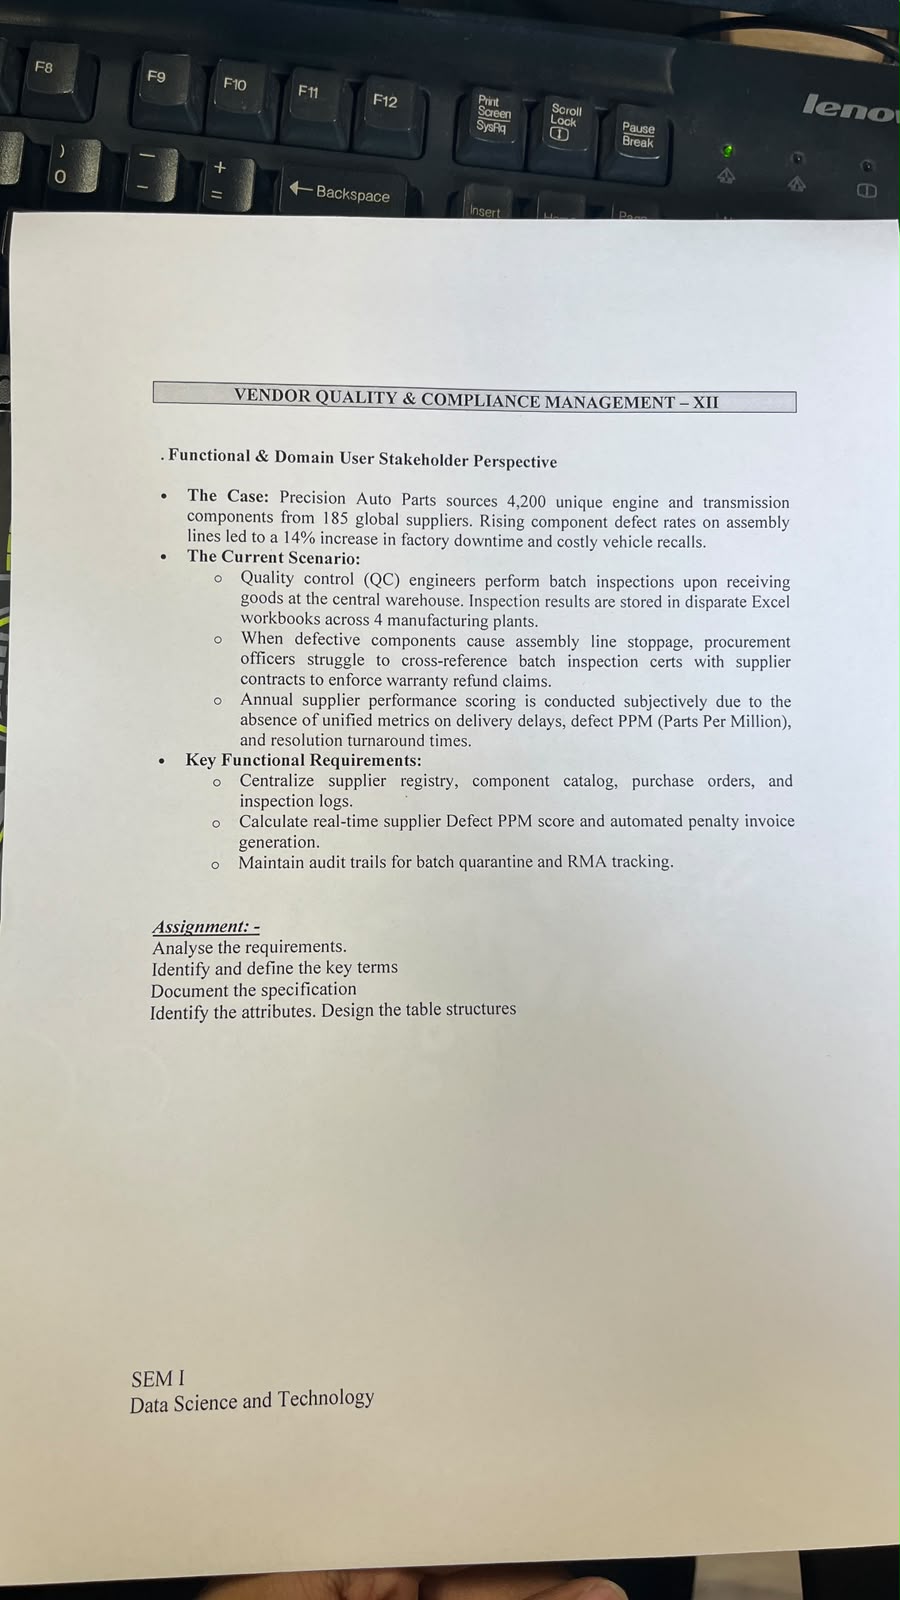 F8
F9
F10
F11
F12
Print
Screen
SysRq
Scroll
Lock
Pause
Break
)
0
—
-
+
=
Backspace
Insert
VENDOR QUALITY & COMPLIANCE MANAGEMENT – XII
. Functional & Domain User Stakeholder Perspective
• The Case: Precision Auto Parts sources 4,200 unique engine and transmission
components from 185 global suppliers. Rising component defect rates on assembly
lines led to a 14% increase in factory downtime and costly vehicle recalls.
• The Current Scenario:
o Quality control (QC) engineers perform batch inspections upon receiving
goods at the central warehouse. Inspection results are stored in disparate Excel
workbooks across 4 manufacturing plants.
o When defective components cause assembly line stoppage, procurement
officers struggle to cross-reference batch inspection certs with supplier
contracts to enforce warranty refund claims.
o Annual supplier performance scoring is conducted subjectively due to the
absence of unified metrics on delivery delays, defect PPM (Parts Per Million),
and resolution turnaround times.
• Key Functional Requirements:
o Centralize supplier registry, component catalog, purchase orders, and
inspection logs.
o Calculate real-time supplier Defect PPM score and automated penalty invoice
generation.
o Maintain audit trails for batch quarantine and RMA tracking.
Assignment: -
Analyse the requirements.
Identify and define the key terms
Document the specification
Identify the attributes. Design the table structures
SEM I
Data Science and Technology